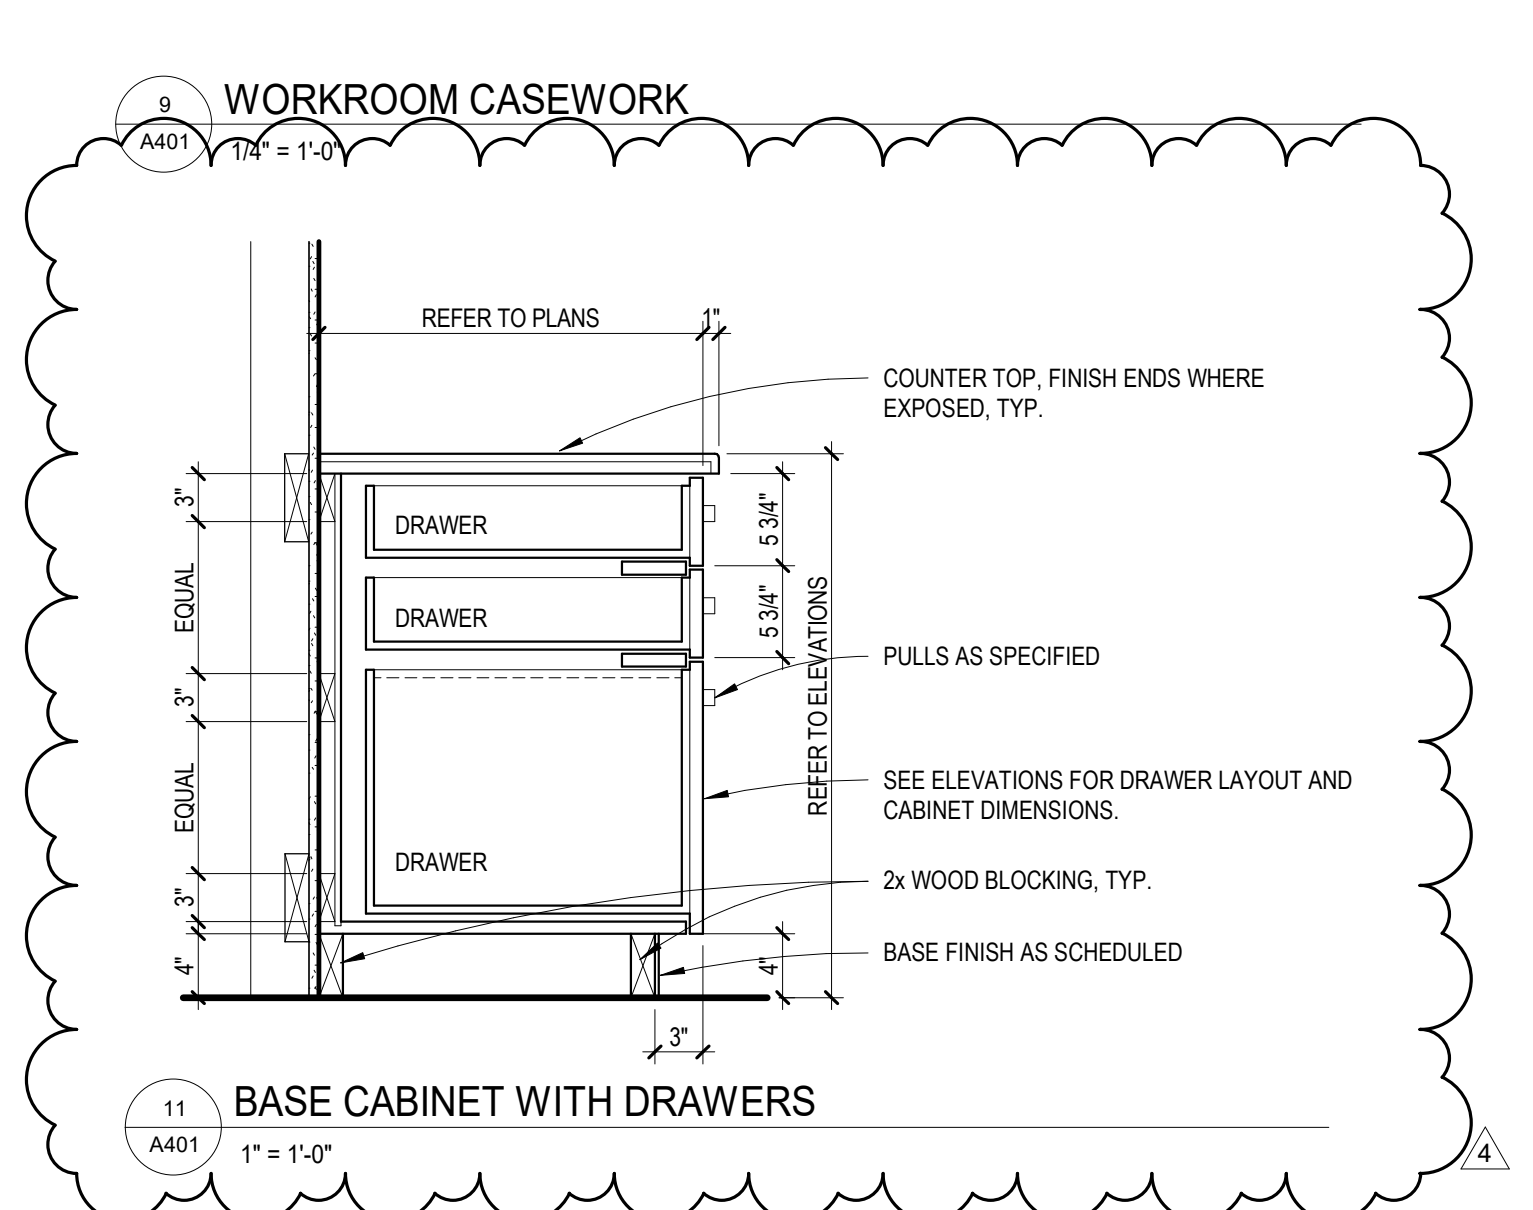 9
WORKROOM CASEWORK
A401
1/4" = 1'-0"
REFER TO PLANS
1"
COUNTER TOP, FINISH ENDS WHERE
EXPOSED, TYP.
3"
DRAWER
5 3/4"
EQUAL
DRAWER
5 3/4"
REFER TO ELEVATIONS
PULLS AS SPECIFIED
3"
EQUAL
SEE ELEVATIONS FOR DRAWER LAYOUT AND
CABINET DIMENSIONS.
DRAWER
3"
2x WOOD BLOCKING, TYP.
4"
4"
BASE FINISH AS SCHEDULED
3"
11
BASE CABINET WITH DRAWERS
A401
1" = 1'-0"
4